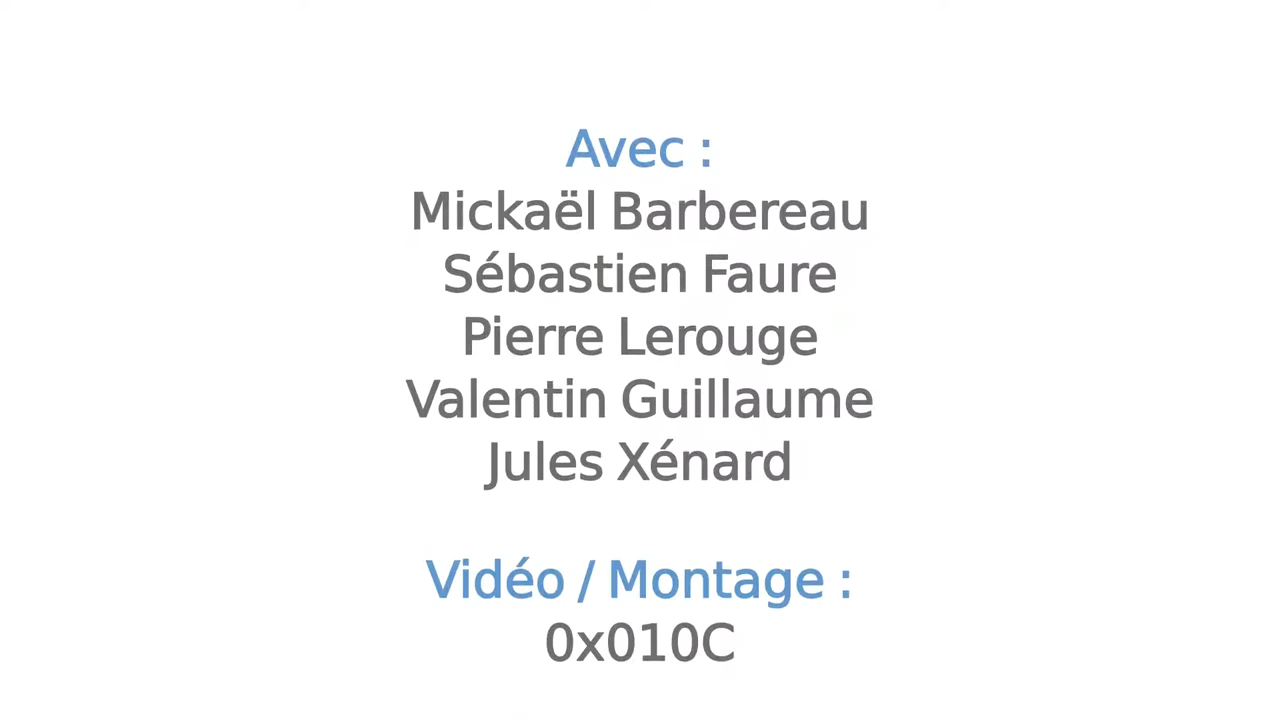 Avec :
Mickaël Barbereau
Sébastien Faure
Pierre Lerouge
Valentin Guillaume
Jules Xénard
Vidéo / Montage :
0x010C